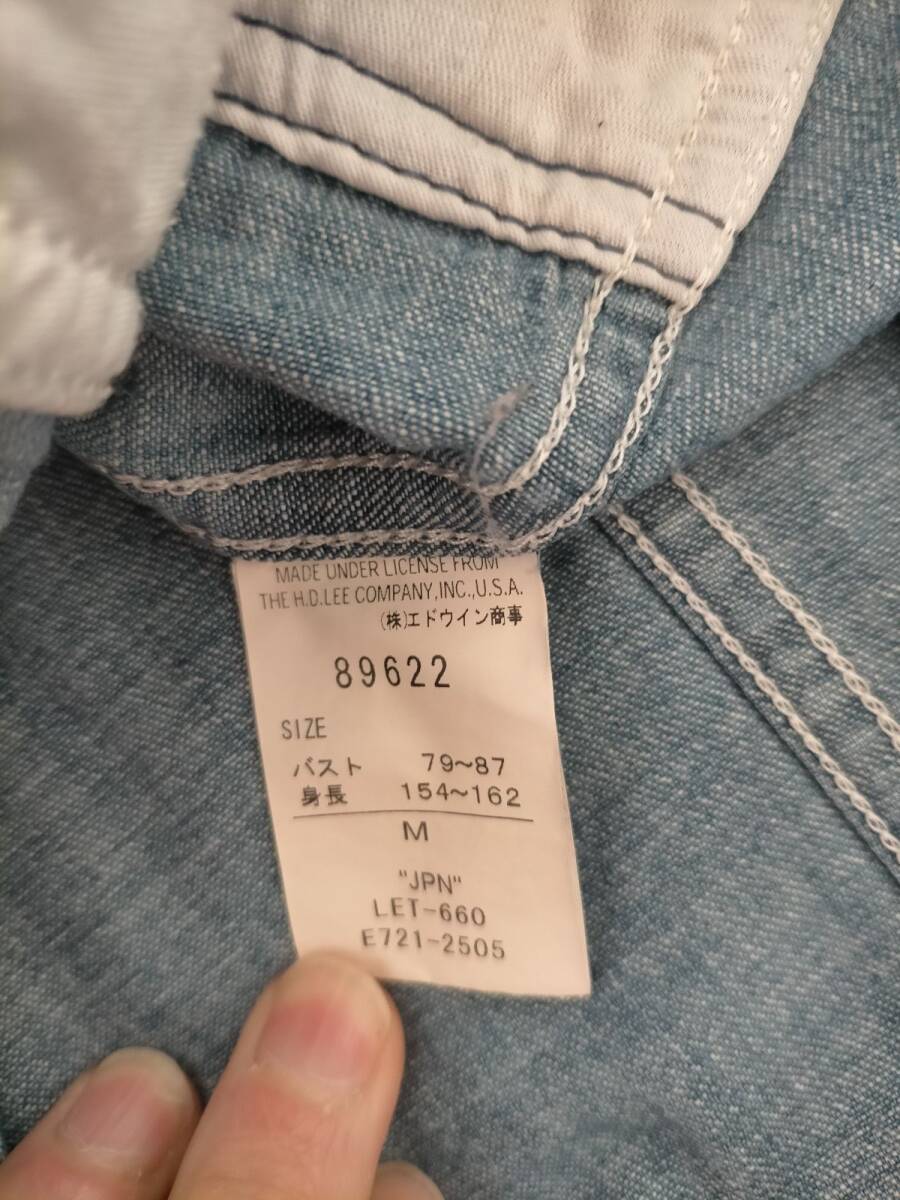 MADE UNDER LICENSE FROM
THE H.D.LEE COMPANY,INC.,U.S.A.
(株)エドウイン商事
89622
SIZE
バスト 79~87
身長 154~162
M
"JPN"
LET-660
E721-2505